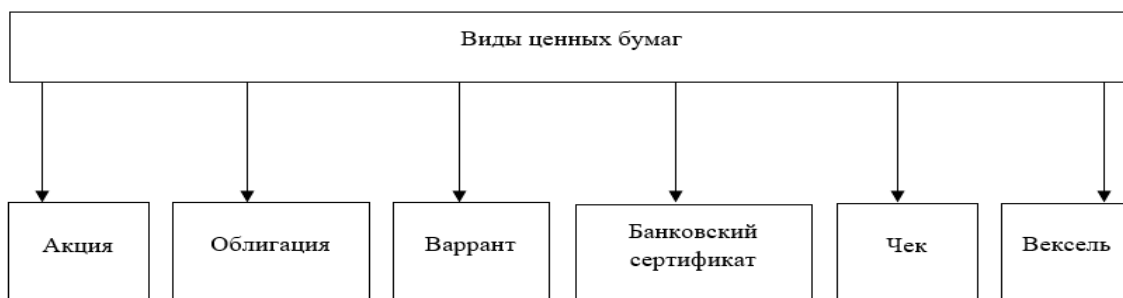 Виды ценных бумаг
Акция
Облигация
Варрант
Банковский
сертификат
Чек
Вексель